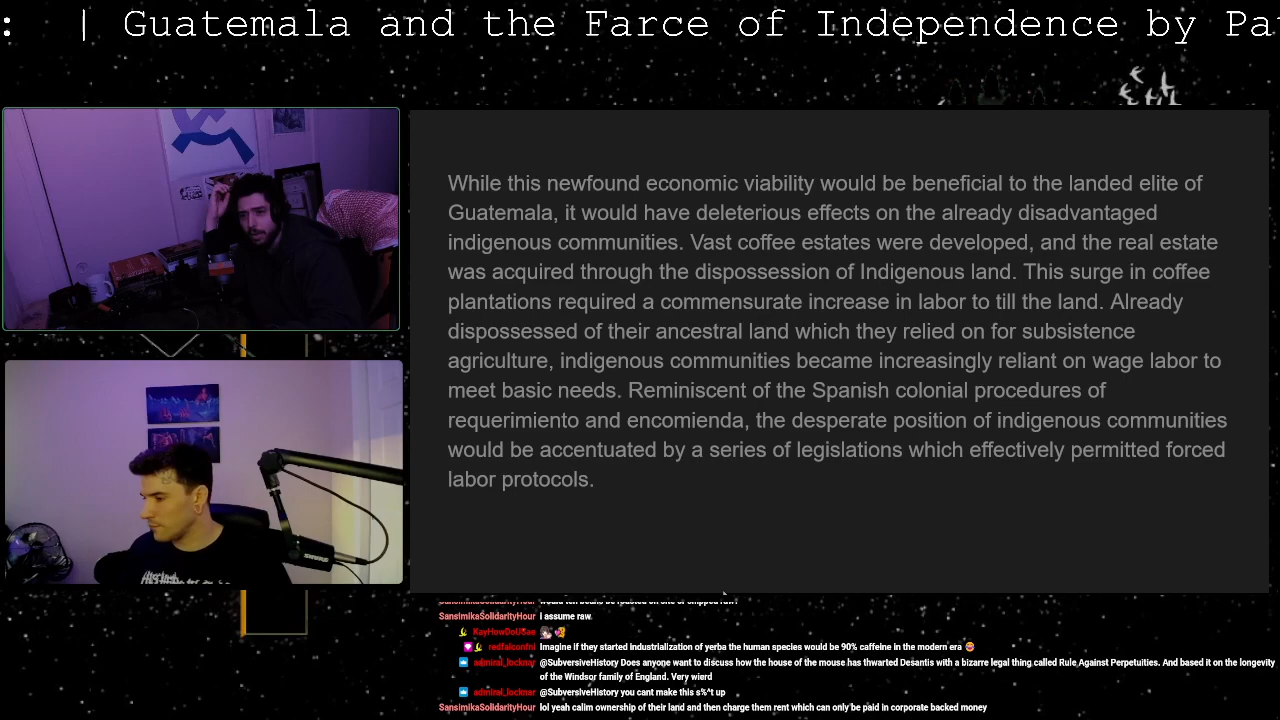 : | Guatemala and the Farce of Independence by Pa
While this newfound economic viability would be beneficial to the landed elite of
Guatemala, it would have deleterious effects on the already disadvantaged
indigenous communities. Vast coffee estates were developed, and the real estate
was acquired through the dispossession of Indigenous land. This surge in coffee
plantations required a commensurate increase in labor to till the land. Already
dispossessed of their ancestral land which they relied on for subsistence
agriculture, indigenous communities became increasingly reliant on wage labor to
meet basic needs. Reminiscent of the Spanish colonial procedures of
requerimiento and encomienda, the desperate position of indigenous communities
would be accentuated by a series of legislations which effectively permitted forced
labor protocols.
SHURE
SansimikaSolidarityHour i assume raw
KayHowDoUSee
redfalconfni Imagine if they started industrialization of yerba the human species would be 90% caffeine in the modern era
admiral_locknar @SubversiveHistory Does anyone want to discuss how the house of the mouse has thwarted Desantis with a bizarre legal thing called Rule Against Perpetuities. And based it on the longevity
of the Windsor family of England. Very wierd
admiral_locknar @SubversiveHistory you cant make this s%^t up
SansimikaSolidarityHour lol yeah calim ownership of their land and then charge them rent which can only be paid in corporate backed money